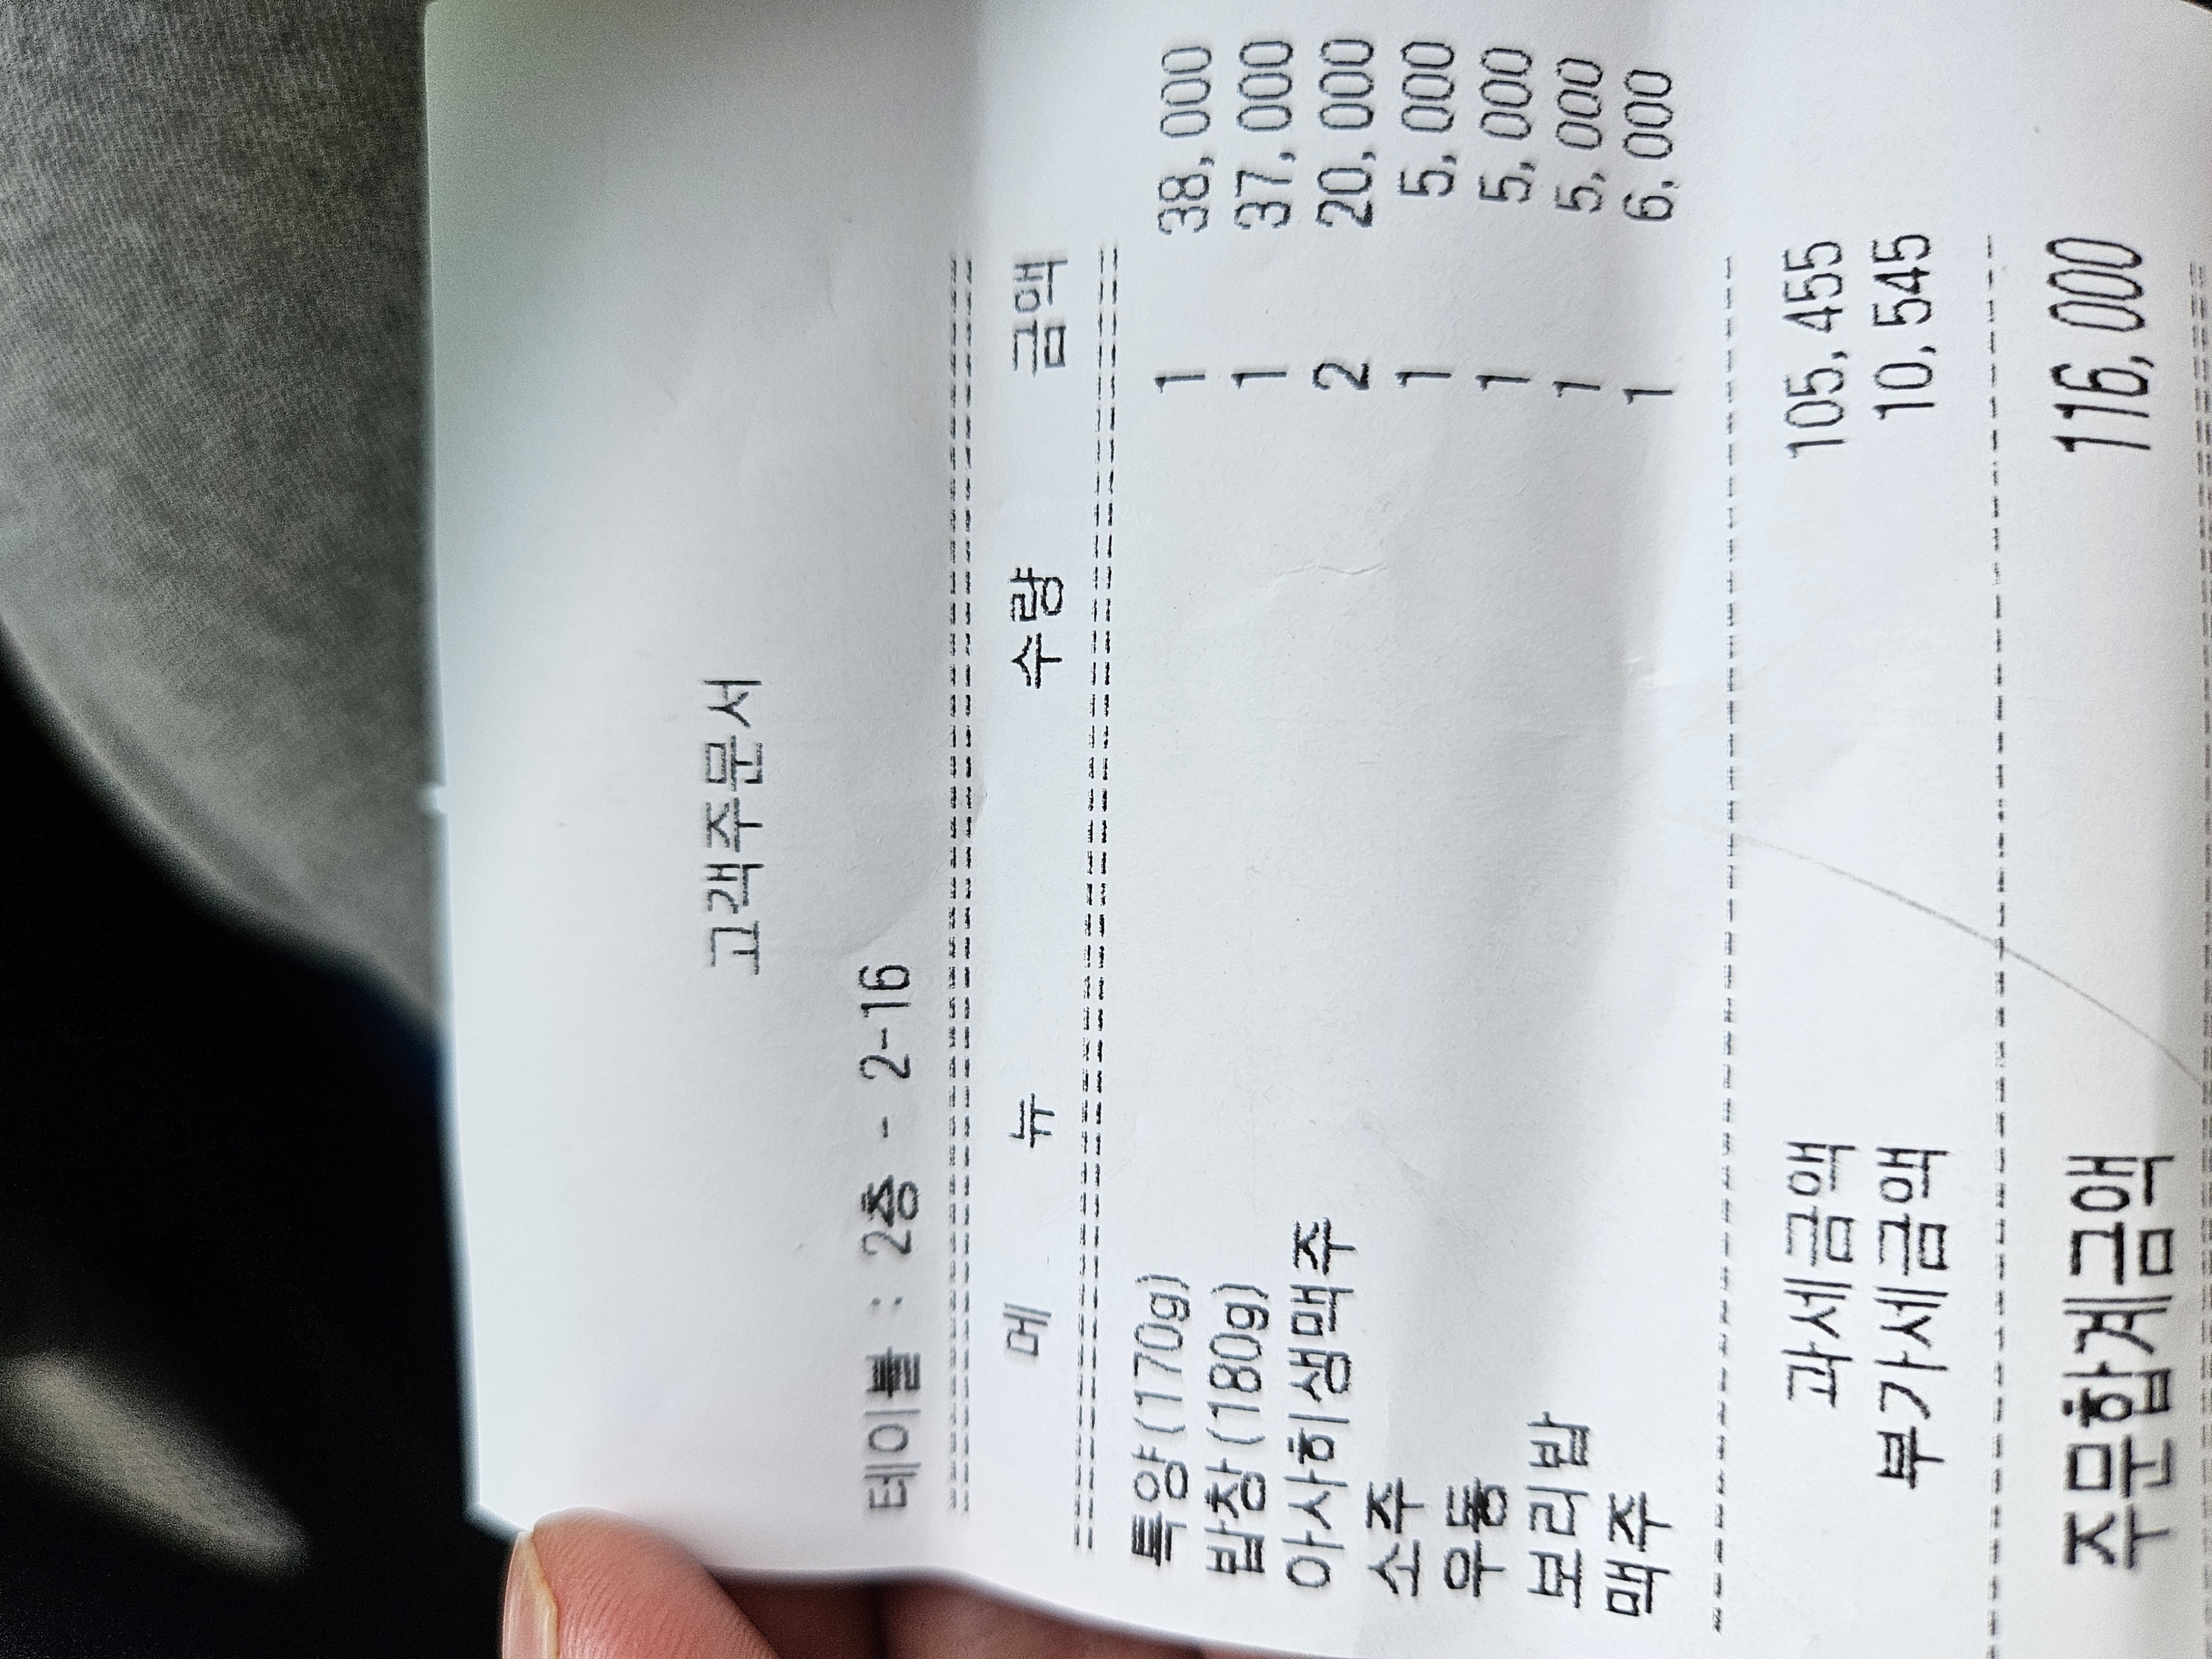 고객주문서
테이블 : 2층 - 2-16
메 뉴 수량 금액
특양(170g) 1 38,000
밥창(180g) 1 37,000
아사히생맥주 2 20,000
소주 1 5,000
우동 1 5,000
보리밥 1 5,000
맥주 1 6,000
과세금액 105,455
부가세금액 10,545
주문합계금액 116,000